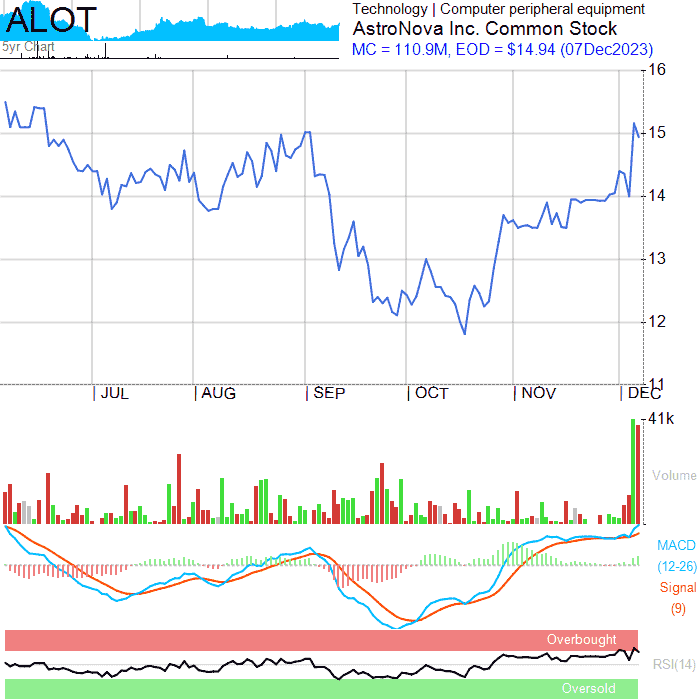 ALOT
5yr Chart
Technology | Computer peripheral equipment
AstroNova Inc. Common Stock
MC = 110.9M, EOD = $14.94 (07Dec2023)
16
15
14
13
12
11
JUL AUG SEP OCT NOV DEC
41k
Volume
MACD
(12-26)
Signal
(9)
Overbought
RSI(14)
Oversold